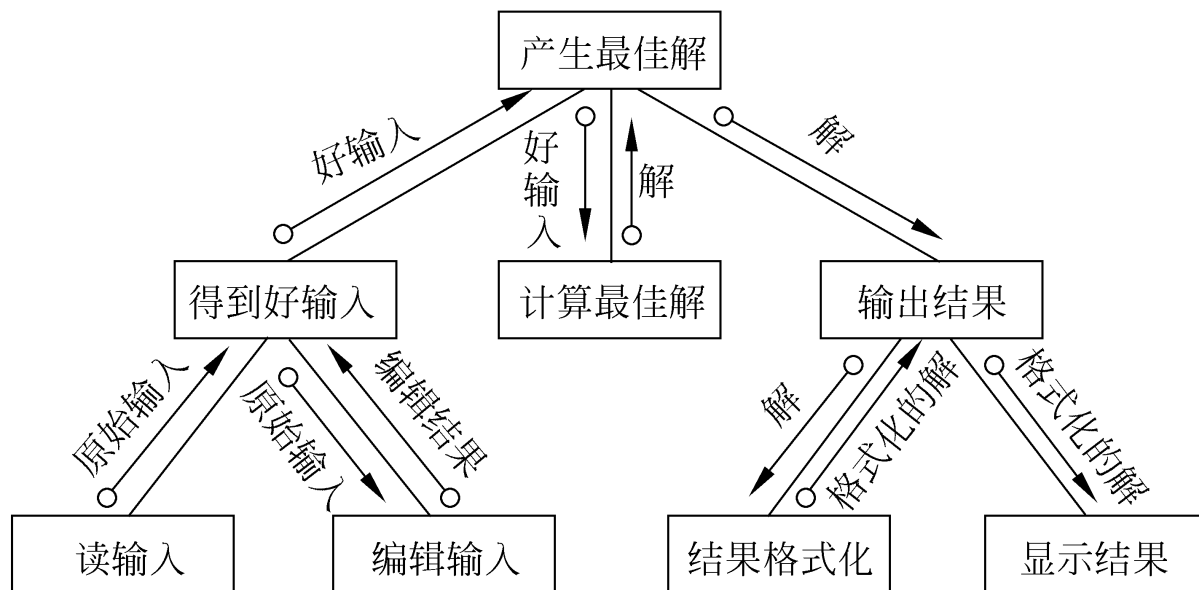 产生最佳解
好输入
好输入
解
解
得到好输入
计算最佳解
输出结果
原始输入
原始输入
编辑结果
解
格式化的解
格式化的解
读输入
编辑输入
结果格式化
显示结果